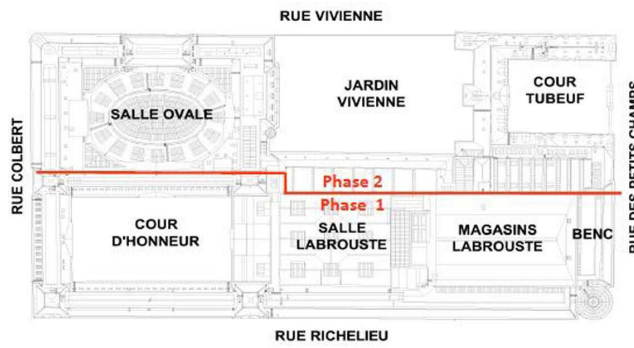 RUE VIVIENNE
JARDIN
VIVIENNE
COUR
TUBEUF
SALLE OVALE
RUE COLBERT
RUE DES PETITS CHAMPS
Phase 2
Phase 1
COUR
D'HONNEUR
SALLE
LABROUSTE
MAGASINS
LABROUSTE
BENC
RUE RICHELIEU